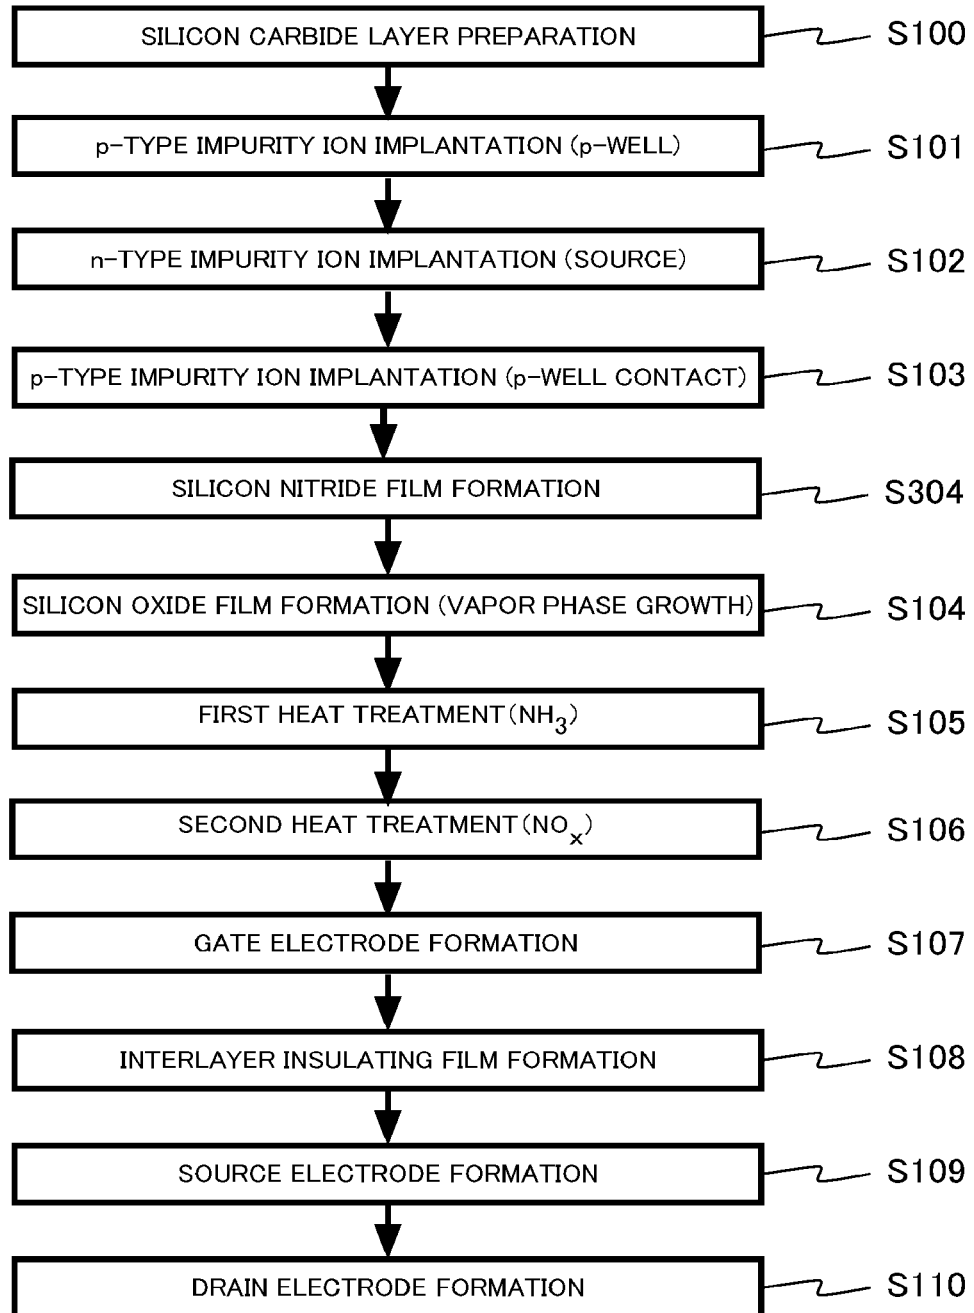 SILICON CARBIDE LAYER PREPARATION S100
p-TYPE IMPURITY ION IMPLANTATION (p-WELL) S101
n-TYPE IMPURITY ION IMPLANTATION (SOURCE) S102
p-TYPE IMPURITY ION IMPLANTATION (p-WELL CONTACT) S103
SILICON NITRIDE FILM FORMATION S304
SILICON OXIDE FILM FORMATION (VAPOR PHASE GROWTH) S104
FIRST HEAT TREATMENT (NH3) S105
SECOND HEAT TREATMENT (NOx) S106
GATE ELECTRODE FORMATION S107
INTERLAYER INSULATING FILM FORMATION S108
SOURCE ELECTRODE FORMATION S109
DRAIN ELECTRODE FORMATION S110